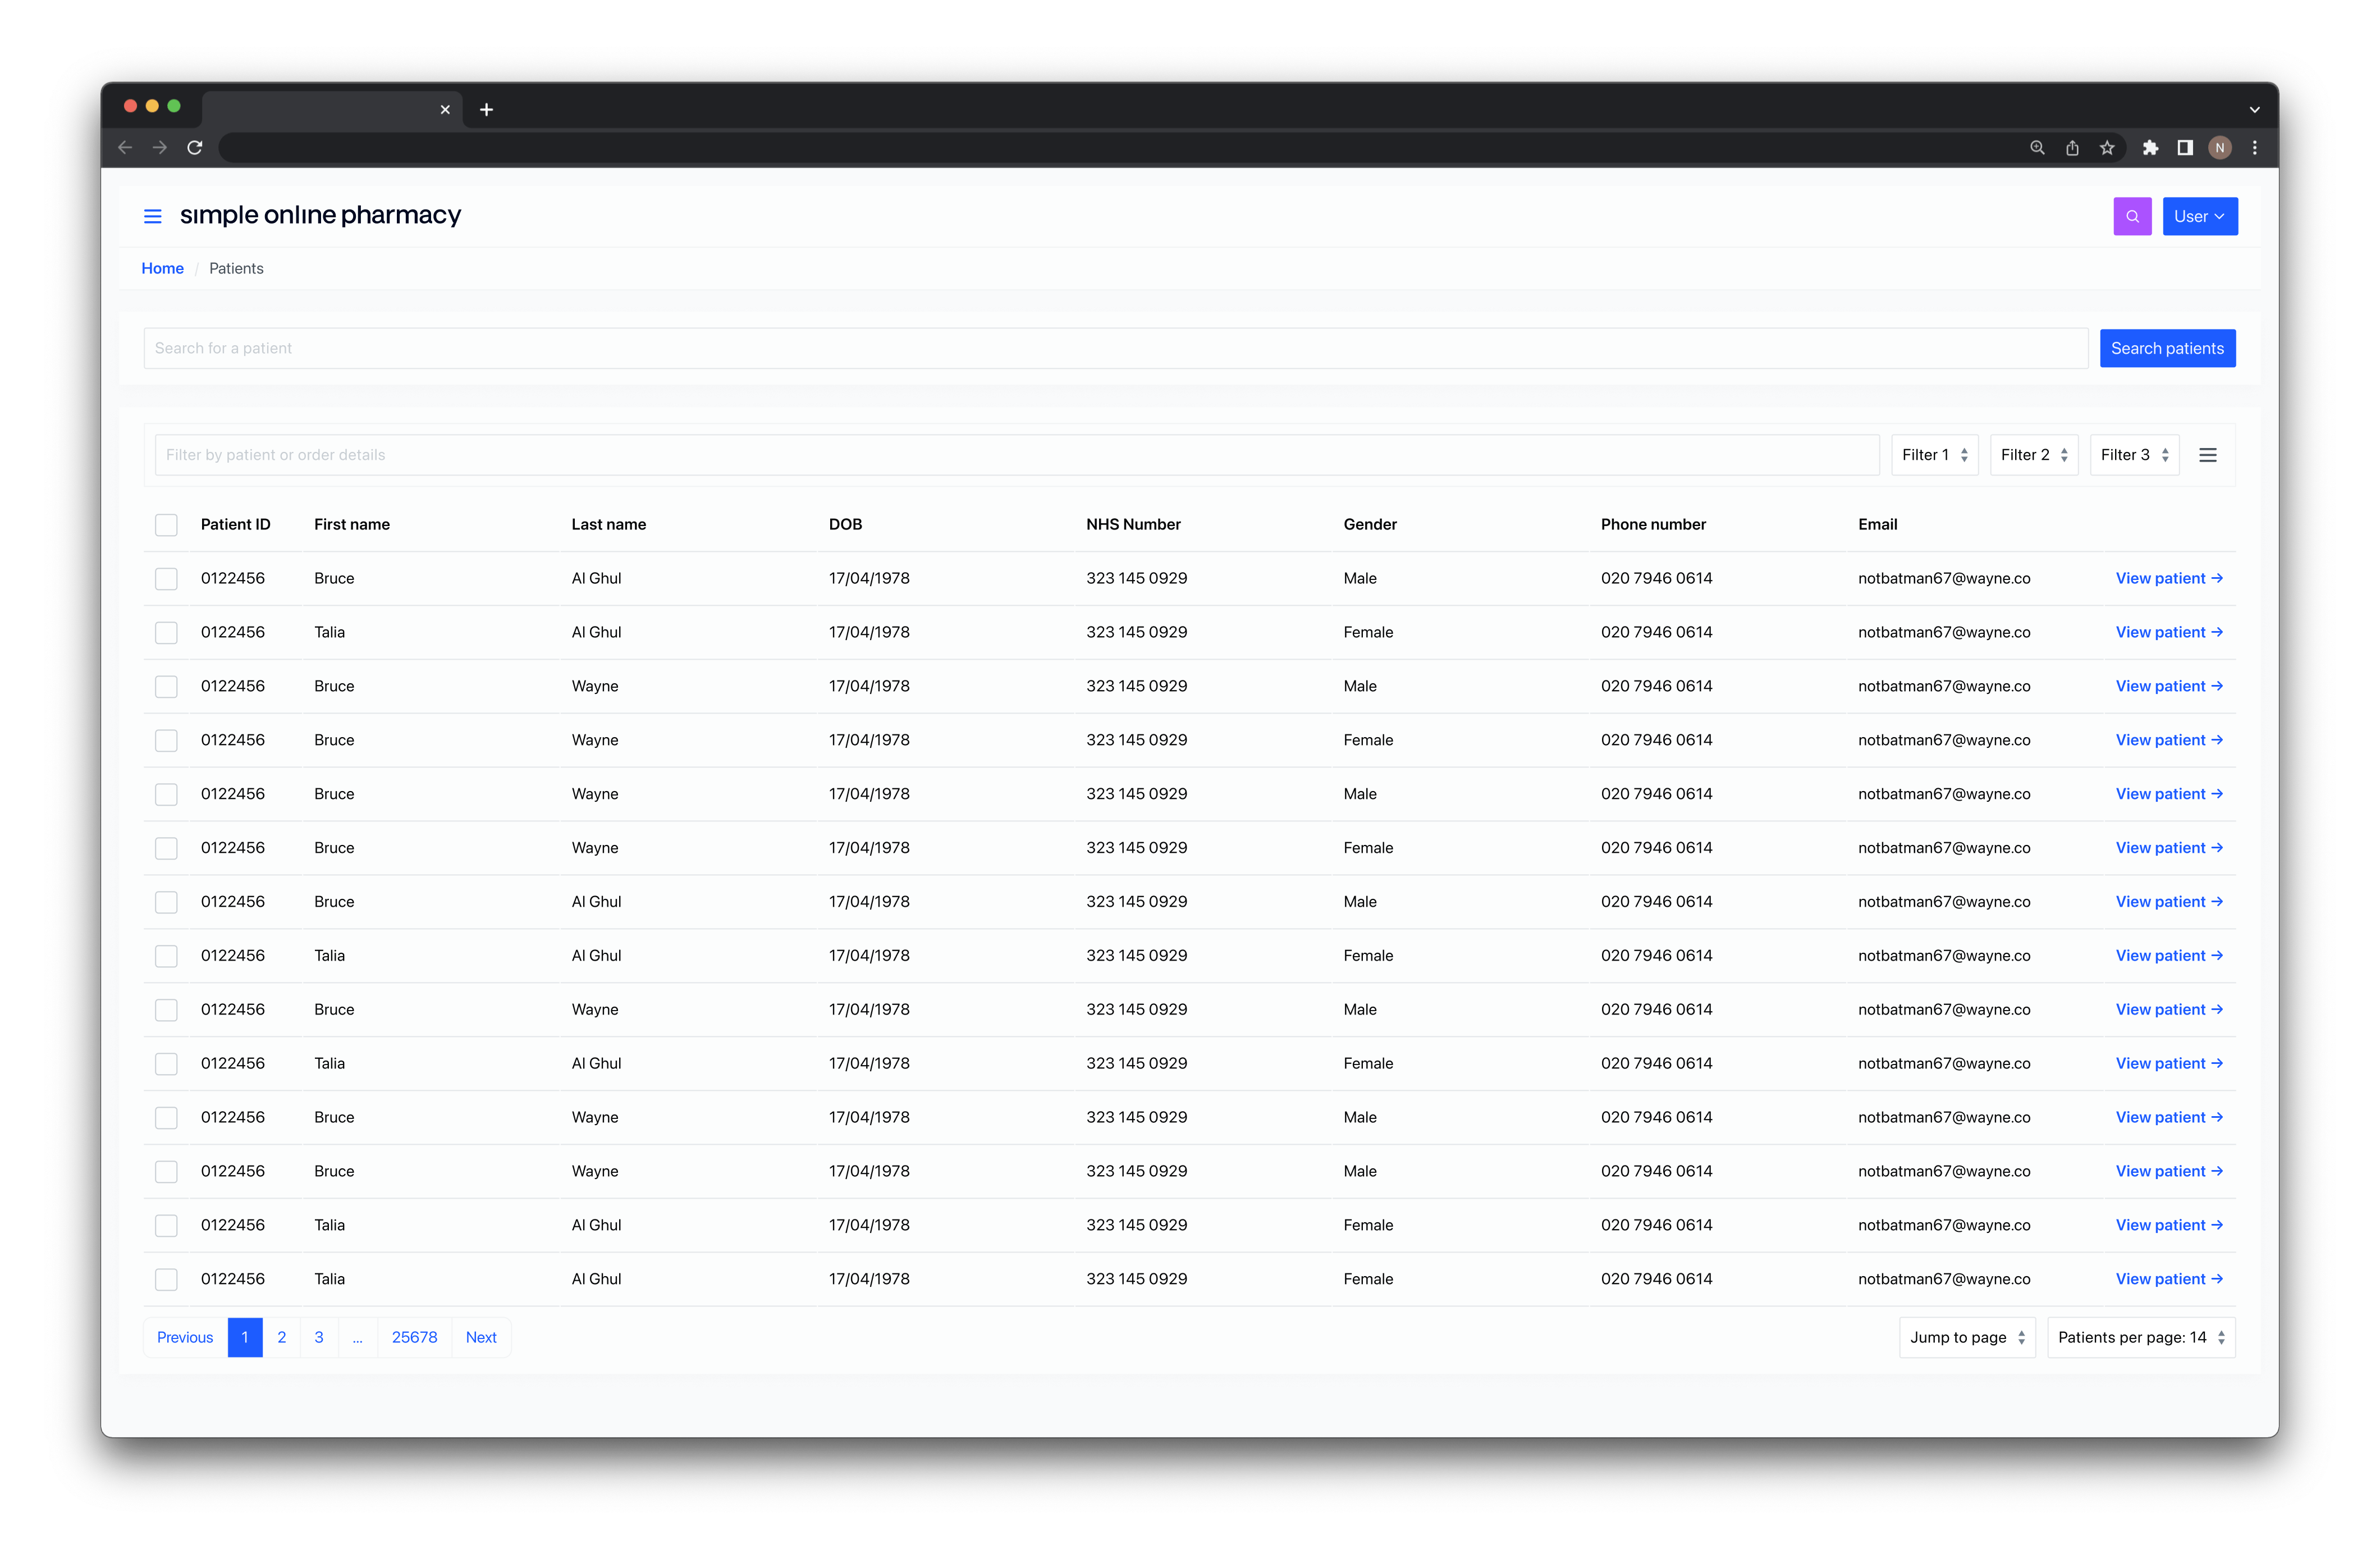 N
simple online pharmacy
User
Home / Patients
Search for a patient
Search patients
Filter by patient or order details
Filter 1
Filter 2
Filter 3
Patient ID First name Last name DOB NHS Number Gender Phone number Email
0122456 Bruce Al Ghul 17/04/1978 323 145 0929 Male 020 7946 0614 notbatman67@wayne.co View patient →
0122456 Talia Al Ghul 17/04/1978 323 145 0929 Female 020 7946 0614 notbatman67@wayne.co View patient →
0122456 Bruce Wayne 17/04/1978 323 145 0929 Male 020 7946 0614 notbatman67@wayne.co View patient →
0122456 Bruce Wayne 17/04/1978 323 145 0929 Female 020 7946 0614 notbatman67@wayne.co View patient →
0122456 Bruce Wayne 17/04/1978 323 145 0929 Male 020 7946 0614 notbatman67@wayne.co View patient →
0122456 Bruce Wayne 17/04/1978 323 145 0929 Female 020 7946 0614 notbatman67@wayne.co View patient →
0122456 Bruce Al Ghul 17/04/1978 323 145 0929 Male 020 7946 0614 notbatman67@wayne.co View patient →
0122456 Talia Al Ghul 17/04/1978 323 145 0929 Female 020 7946 0614 notbatman67@wayne.co View patient →
0122456 Bruce Wayne 17/04/1978 323 145 0929 Male 020 7946 0614 notbatman67@wayne.co View patient →
0122456 Talia Al Ghul 17/04/1978 323 145 0929 Female 020 7946 0614 notbatman67@wayne.co View patient →
0122456 Bruce Wayne 17/04/1978 323 145 0929 Male 020 7946 0614 notbatman67@wayne.co View patient →
0122456 Bruce Wayne 17/04/1978 323 145 0929 Male 020 7946 0614 notbatman67@wayne.co View patient →
0122456 Talia Al Ghul 17/04/1978 323 145 0929 Female 020 7946 0614 notbatman67@wayne.co View patient →
0122456 Talia Al Ghul 17/04/1978 323 145 0929 Female 020 7946 0614 notbatman67@wayne.co View patient →
Previous 1 2 3 ... 25678 Next
Jump to page
Patients per page: 14